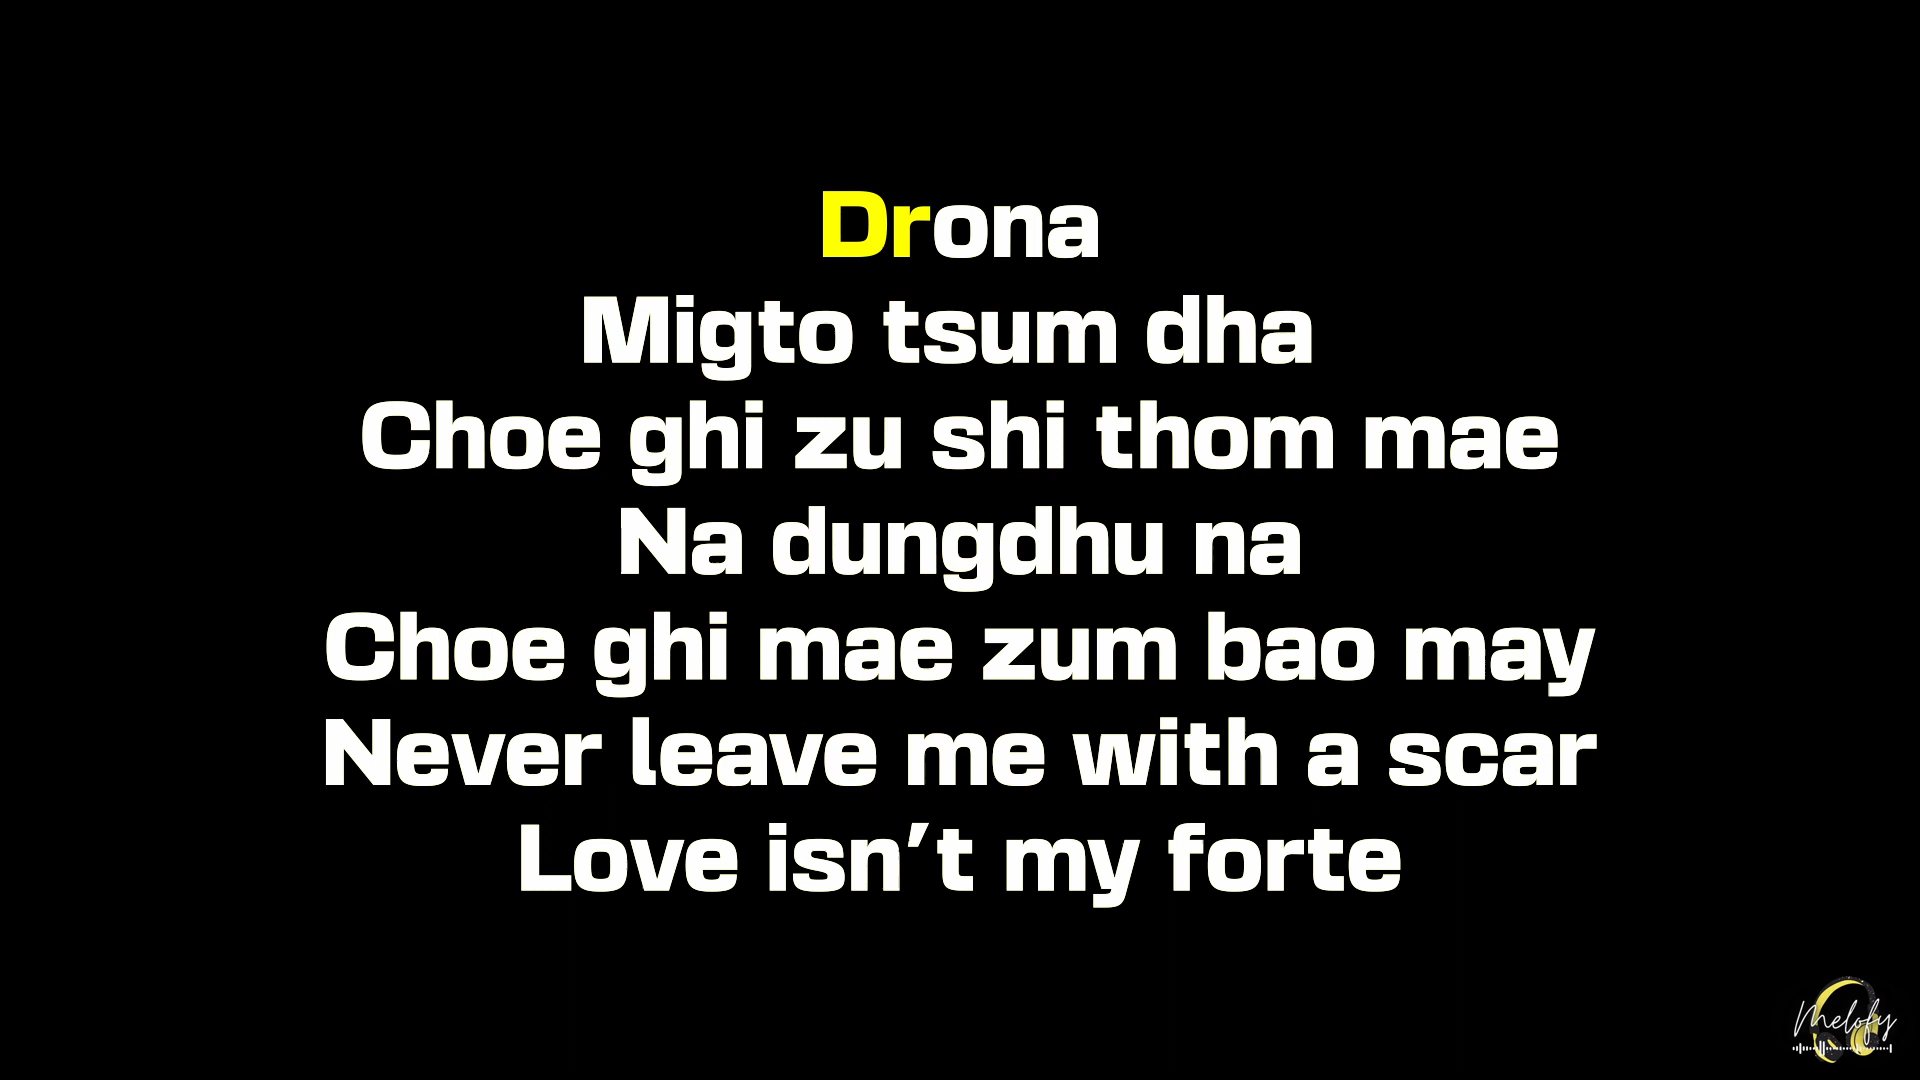 Drona
Migto tsum dha
Choe ghi zu shi thom mae
Na dungdhu na
Choe ghi mae zum bao may
Never leave me with a scar
Love isn’t my forte
Melofy